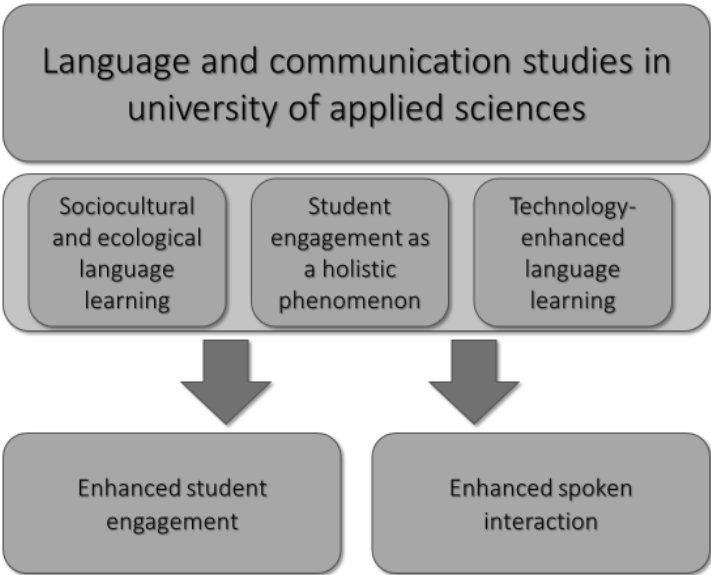 Language and communication studies in
university of applied sciences
Sociocultural
and ecological
language
learning
Student
engagement as
a holistic
phenomenon
Technology-
enhanced
language
learning
Enhanced student
engagement
Enhanced spoken
interaction